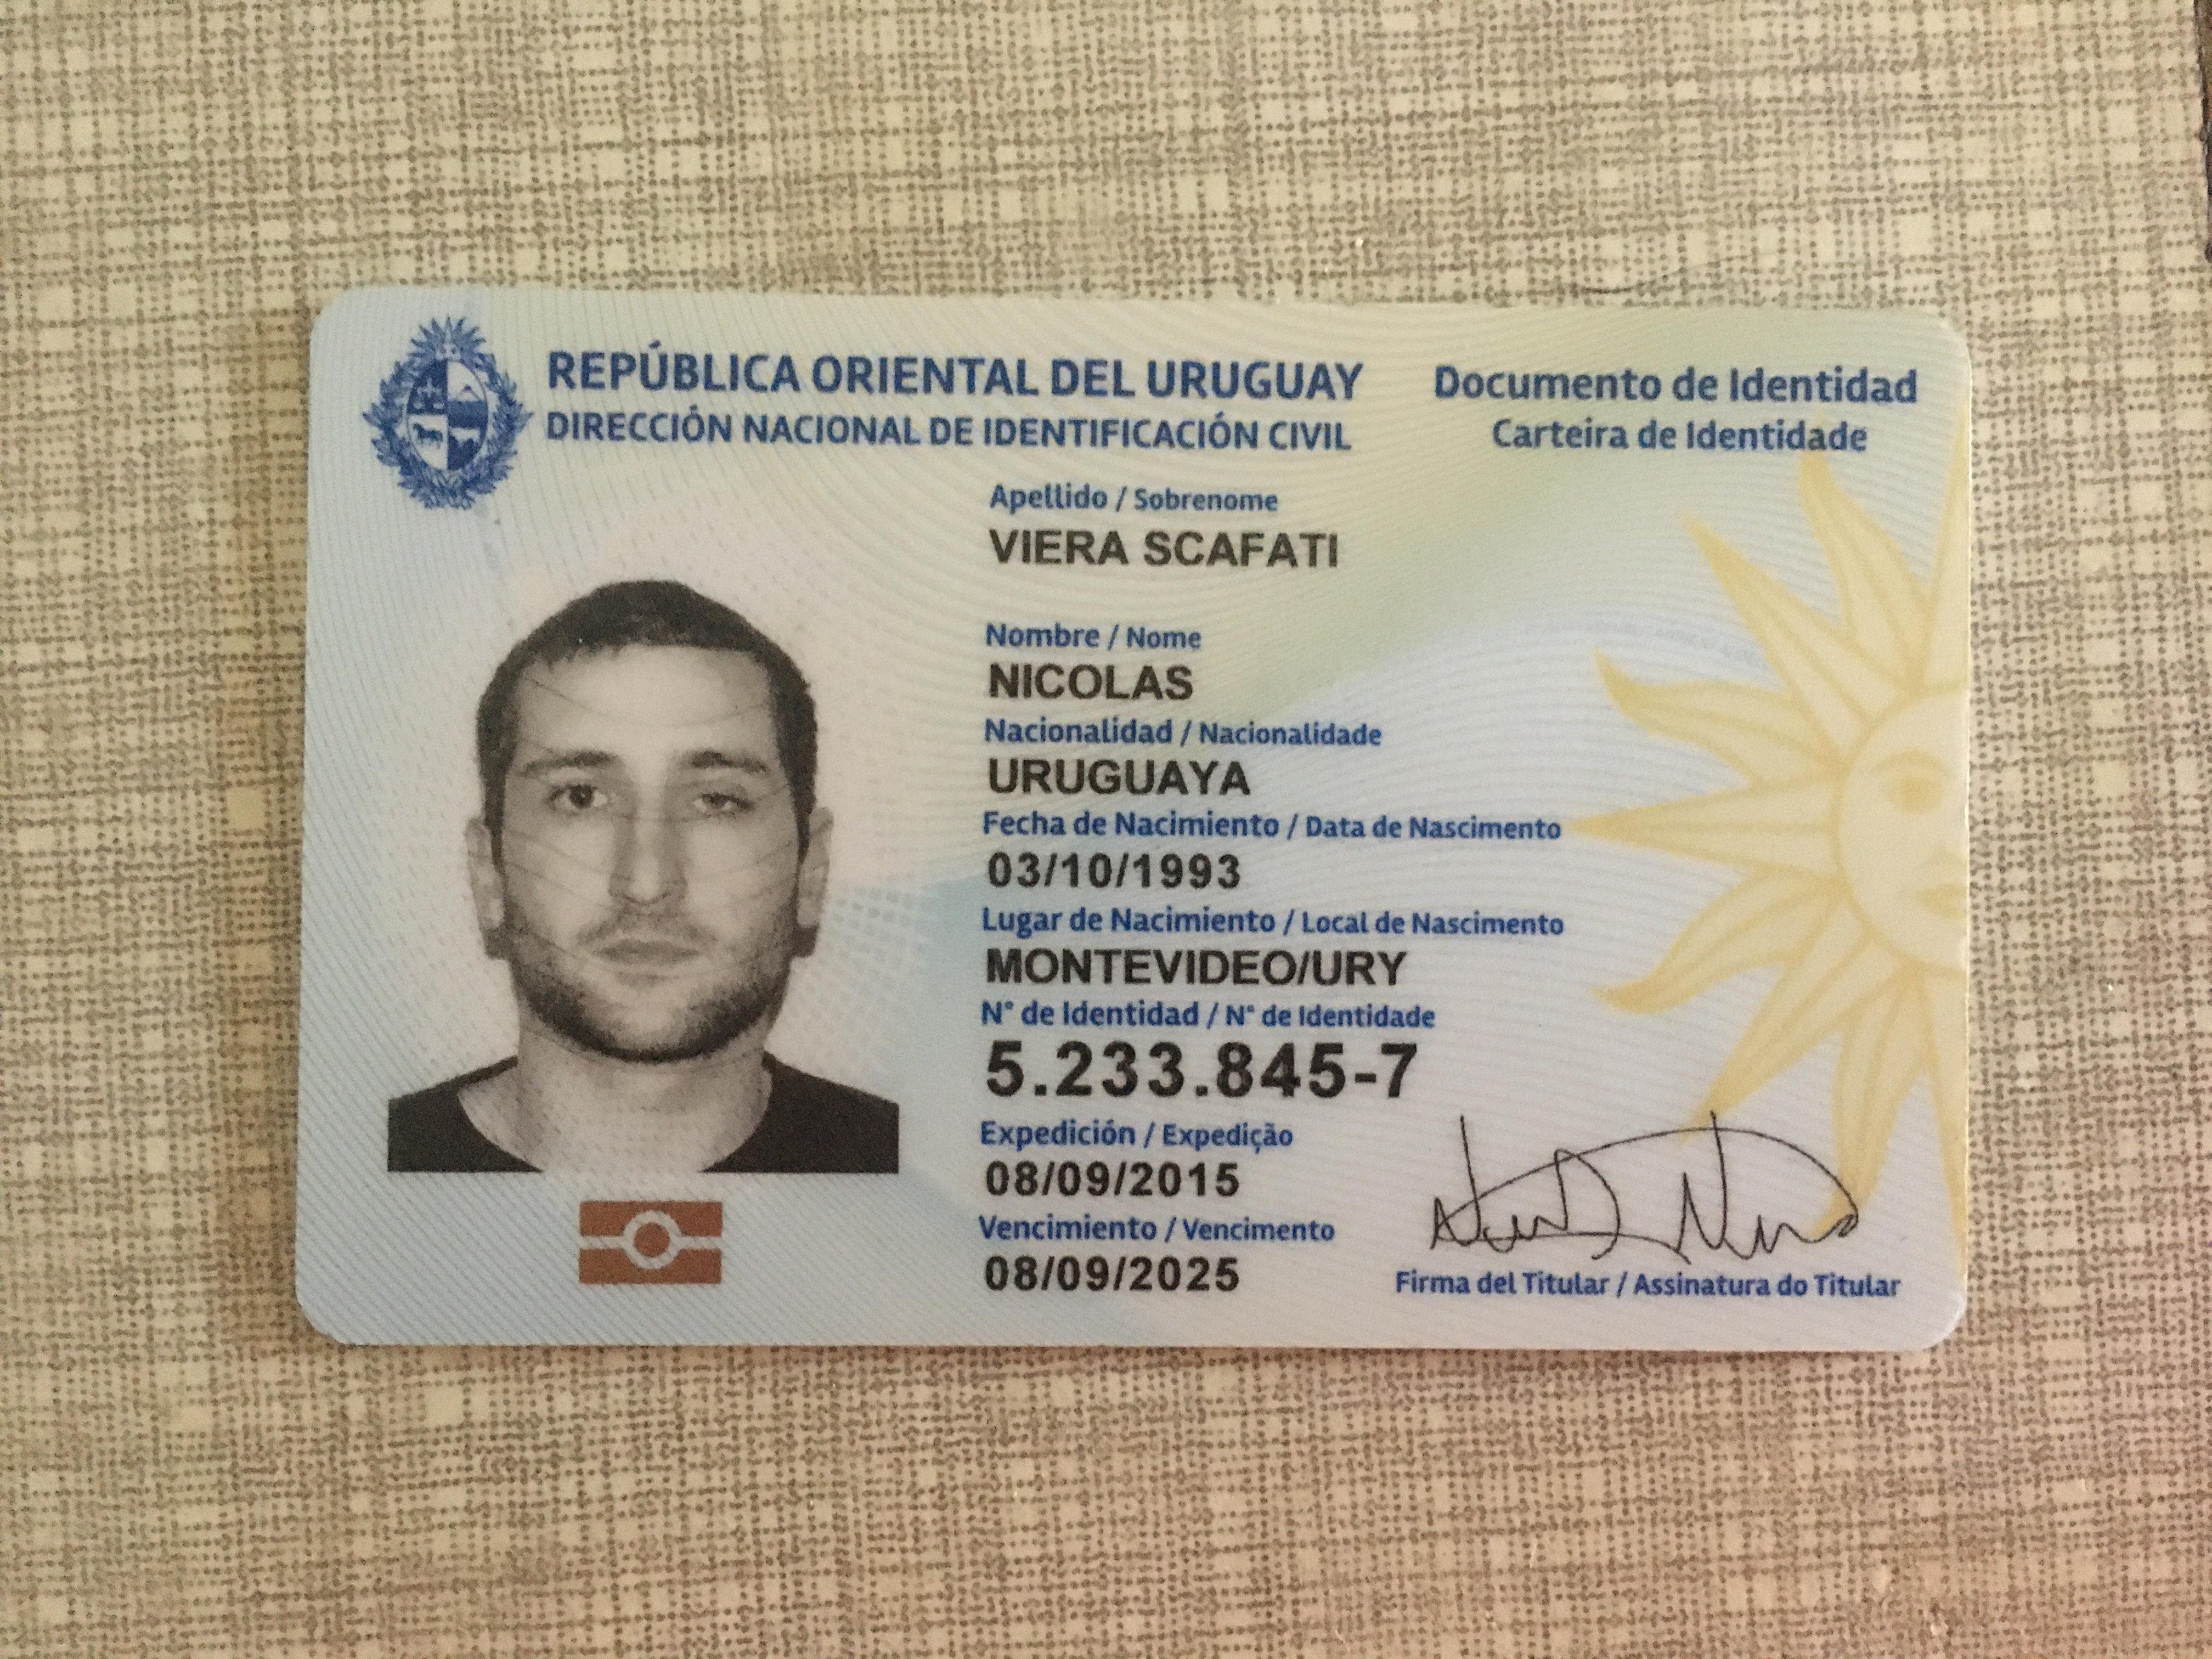 REPÚBLICA ORIENTAL DEL URUGUAY
DIRECCIÓN NACIONAL DE IDENTIFICACIÓN CIVIL
Documento de Identidad
Carteira de Identidade
Apellido / Sobrenome
VIERA SCAFATI
Nombre / Nome
NICOLAS
Nacionalidad / Nacionalidade
URUGUAYA
Fecha de Nacimiento / Data de Nascimento
03/10/1993
Lugar de Nacimiento / Local de Nascimento
MONTEVIDEO/URY
N° de Identidad / N° de Identidade
5.233.845-7
Expedición / Expedição
08/09/2015
Vencimiento / Vencimento
08/09/2025
Firma del Titular / Assinatura do Titular